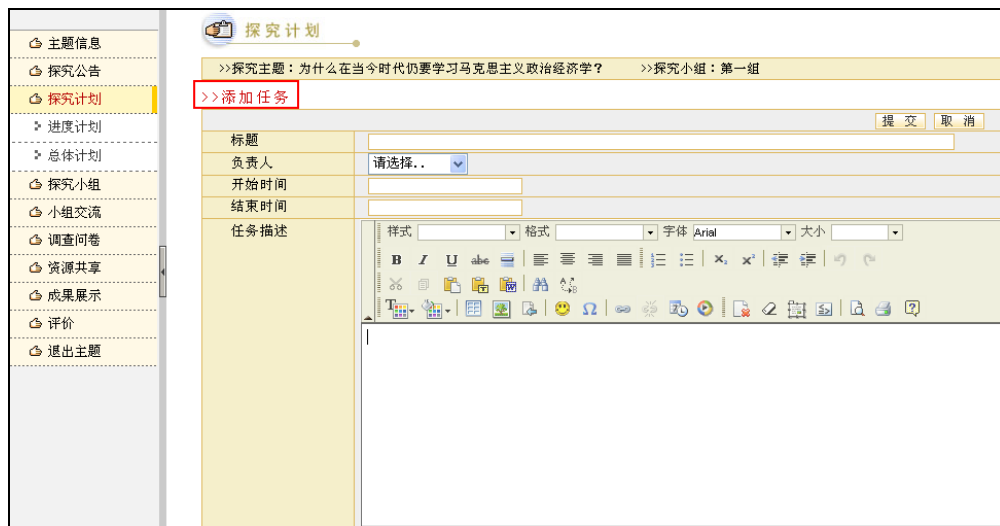 主题信息
探究公告
探究计划
进度计划
总体计划
探究小组
小组交流
调查问卷
资源共享
成果展示
评价
退出主题
探究计划
>>探究主题：为什么在当今时代仍要学习马克思主义政治经济学？ >>探究小组：第一组
>>添加任务
提 交 取 消
标题
负责人 请选择..
开始时间
结束时间
任务描述 样式 格式 字体 Arial 大小
B I U abc x₂ x²